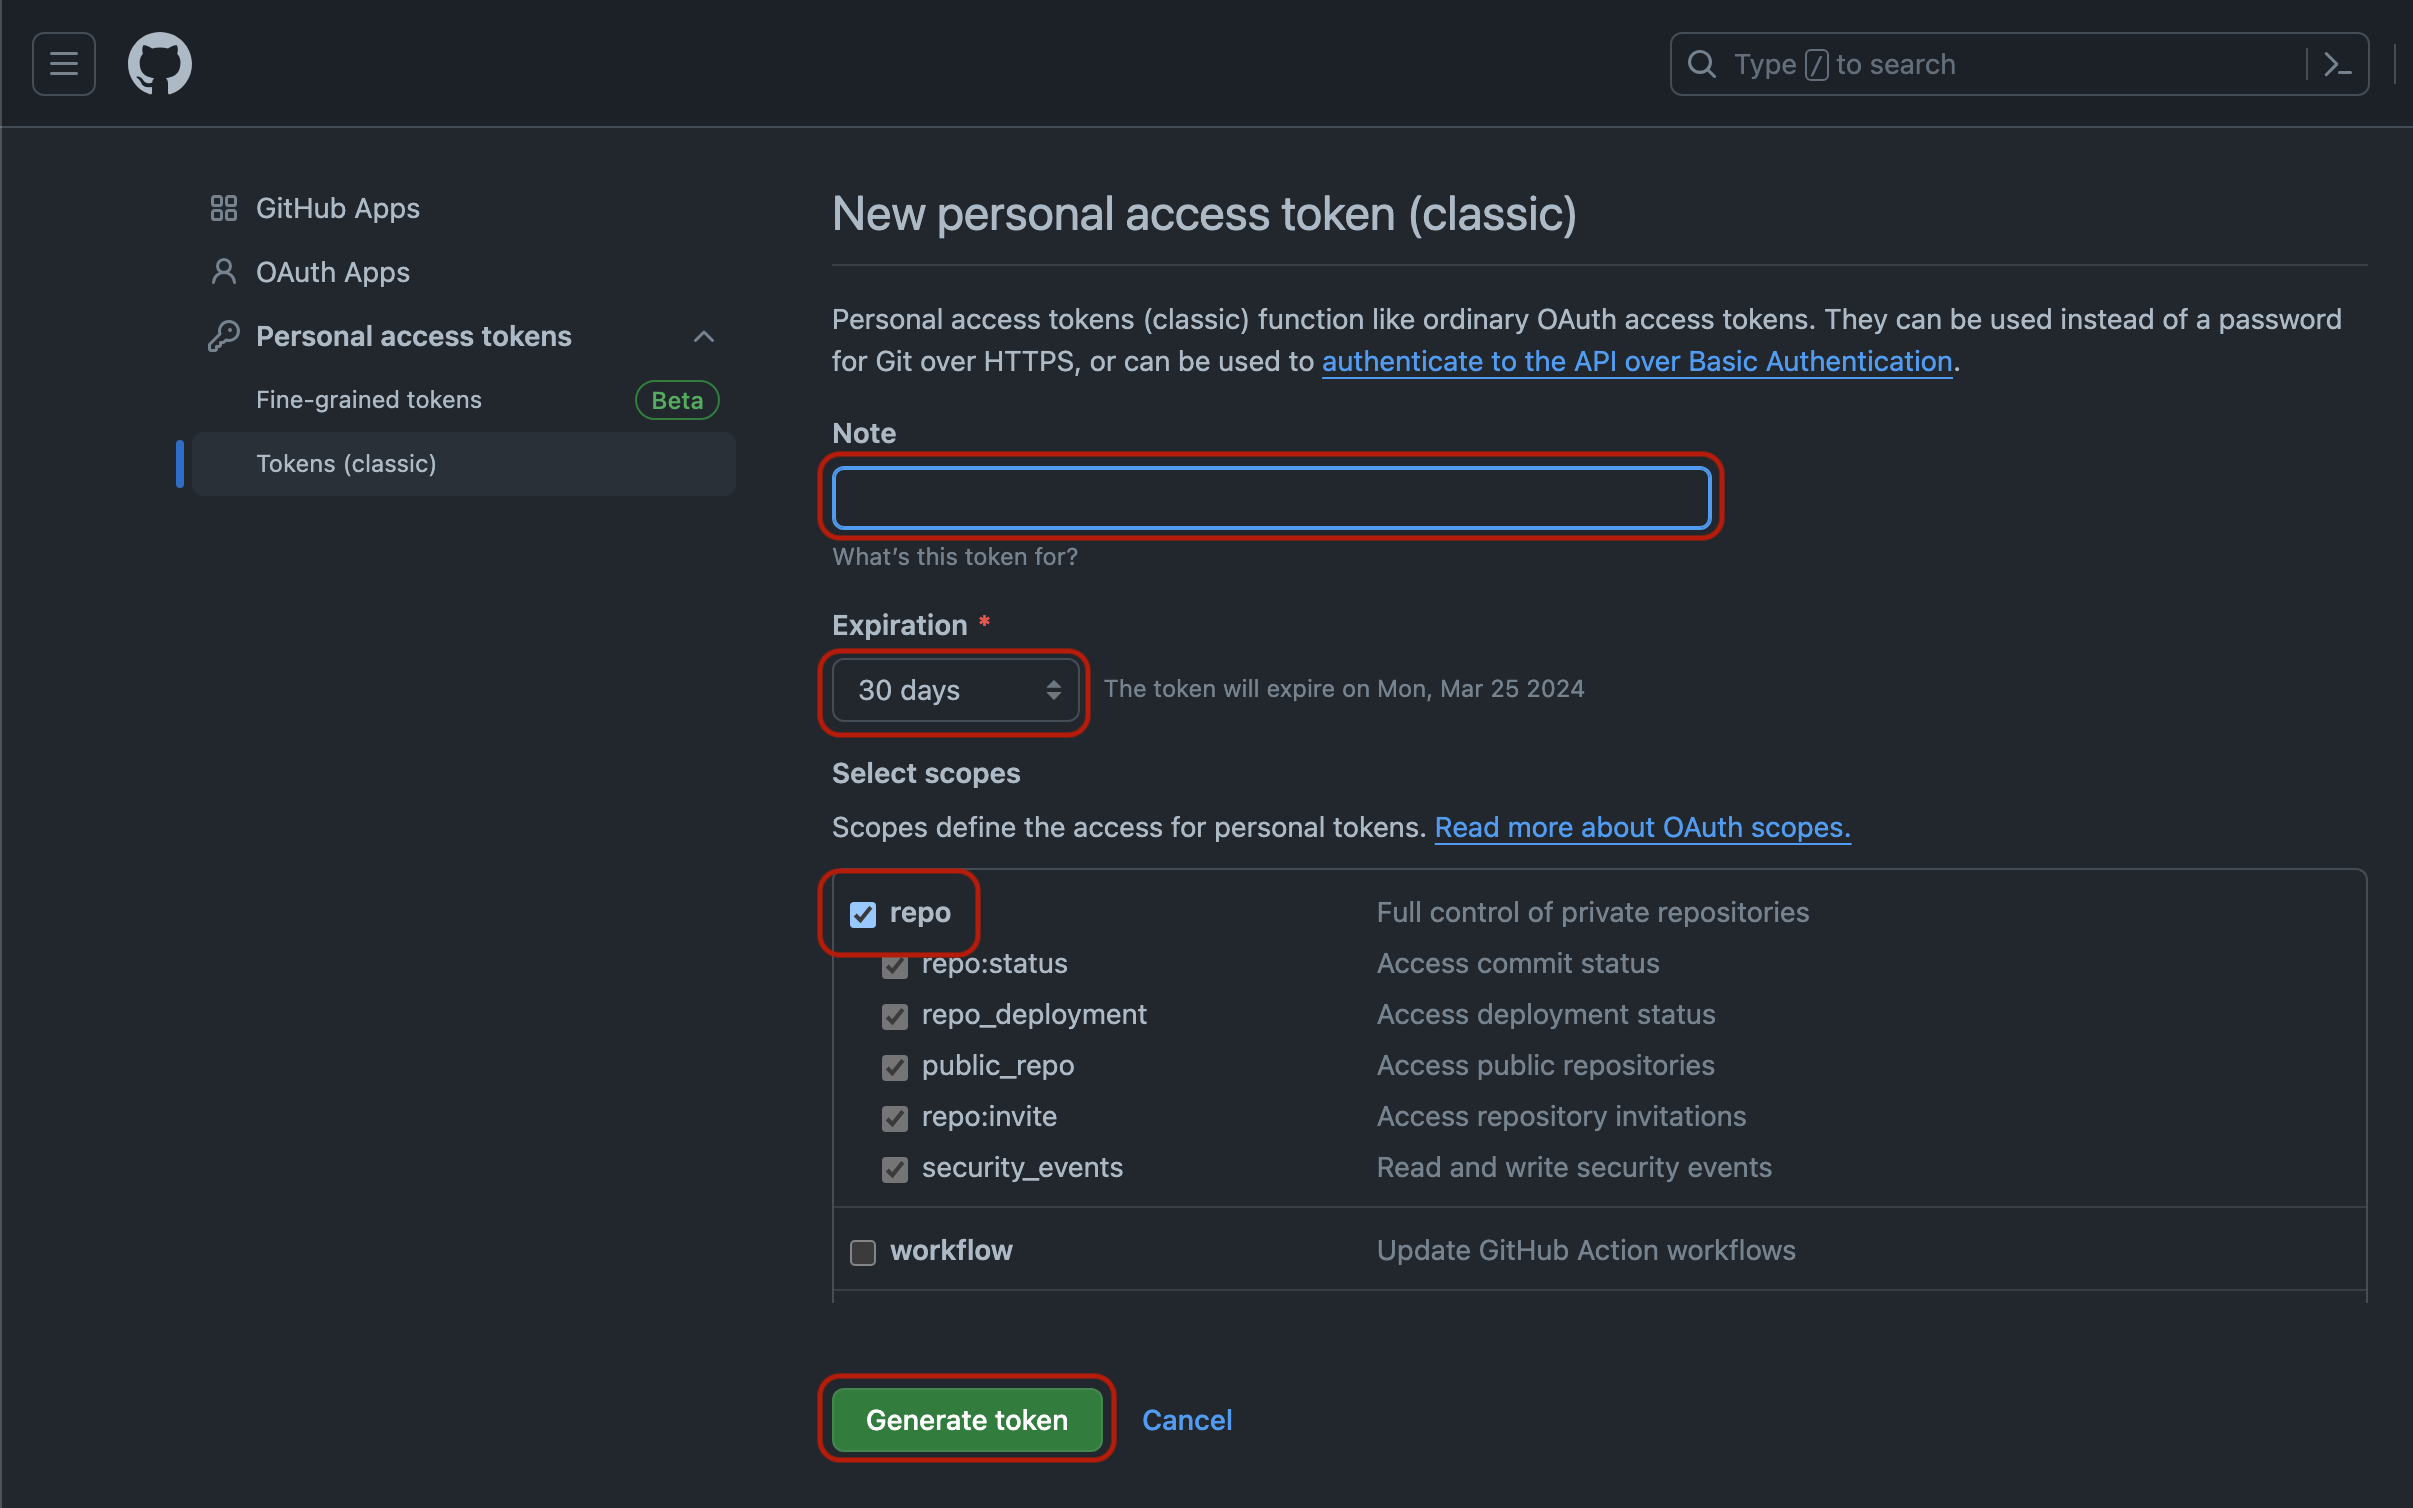 Type / to search
GitHub Apps
OAuth Apps
Personal access tokens
Fine-grained tokens Beta
Tokens (classic)
New personal access token (classic)
Personal access tokens (classic) function like ordinary OAuth access tokens. They can be used instead of a password
for Git over HTTPS, or can be used to authenticate to the API over Basic Authentication.
Note
What's this token for?
Expiration *
30 days The token will expire on Mon, Mar 25 2024
Select scopes
Scopes define the access for personal tokens. Read more about OAuth scopes.
repo Full control of private repositories
repo:status Access commit status
repo_deployment Access deployment status
public_repo Access public repositories
repo:invite Access repository invitations
security_events Read and write security events
workflow Update GitHub Action workflows
Generate token Cancel